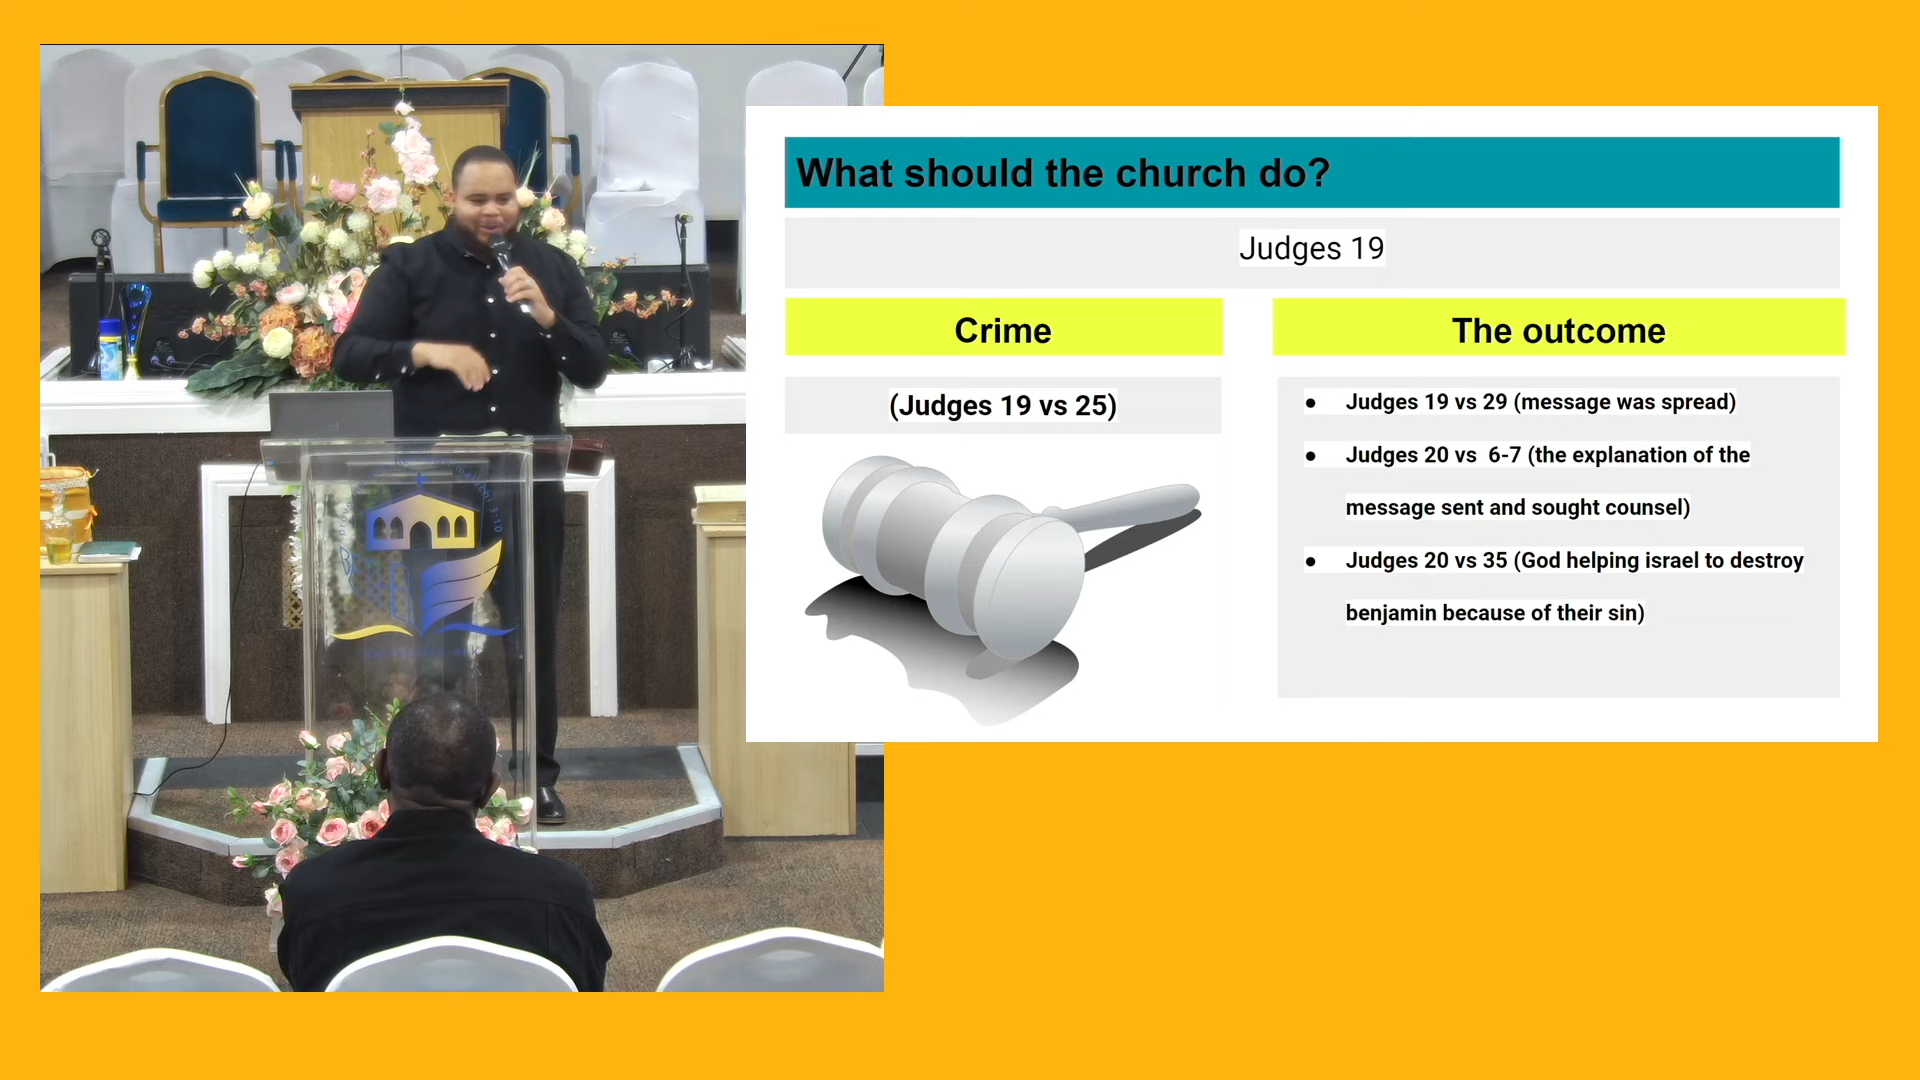 What should the church do?
Judges 19
Crime
The outcome
(Judges 19 vs 25)
● Judges 19 vs 29 (message was spread)
● Judges 20 vs  6-7 (the explanation of the
message sent and sought counsel)
● Judges 20 vs 35 (God helping israel to destroy
benjamin because of their sin)